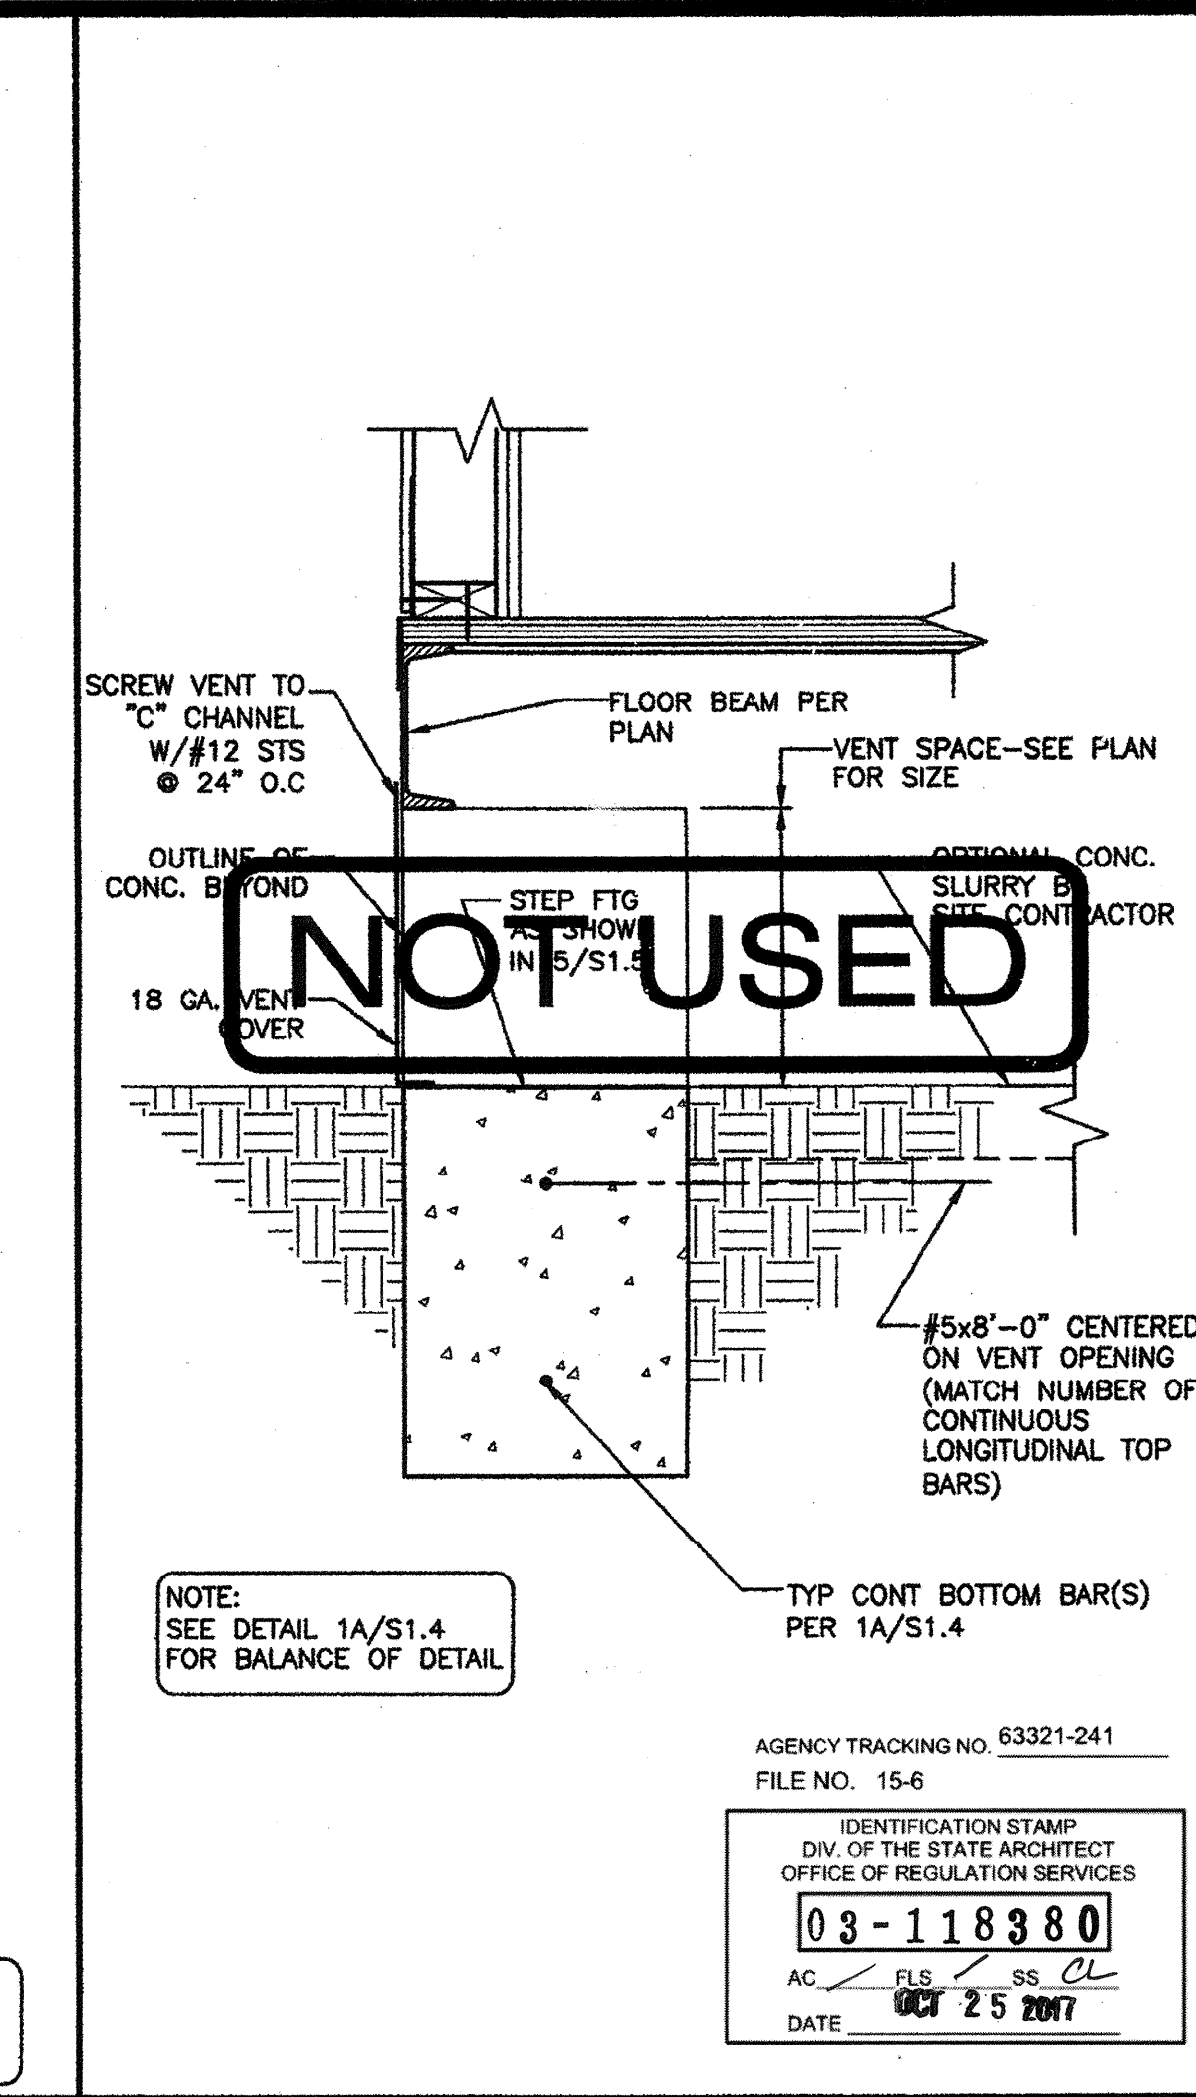 SCREW VENT TO
"C" CHANNEL
W/#12 STS
@ 24" O.C
FLOOR BEAM PER
PLAN
VENT SPACE-SEE PLAN
FOR SIZE
OUTLINE OF
CONC. BEYOND
STEP FTG
AS SHOWN
IN 5/S1.5
OPTIONAL CONC.
SLURRY BY
SITE CONTRACTOR
NOT USED
18 GA. VENT
COVER
#5x8'-0" CENTERED
ON VENT OPENING
(MATCH NUMBER OF
CONTINUOUS
LONGITUDINAL TOP
BARS)
TYP CONT BOTTOM BAR(S)
PER 1A/S1.4
NOTE:
SEE DETAIL 1A/S1.4
FOR BALANCE OF DETAIL
AGENCY TRACKING NO. 63321-241
FILE NO. 15-6
IDENTIFICATION STAMP
DIV. OF THE STATE ARCHITECT
OFFICE OF REGULATION SERVICES
03-118380
AC FLS SS CL
DATE OCT 25 2017